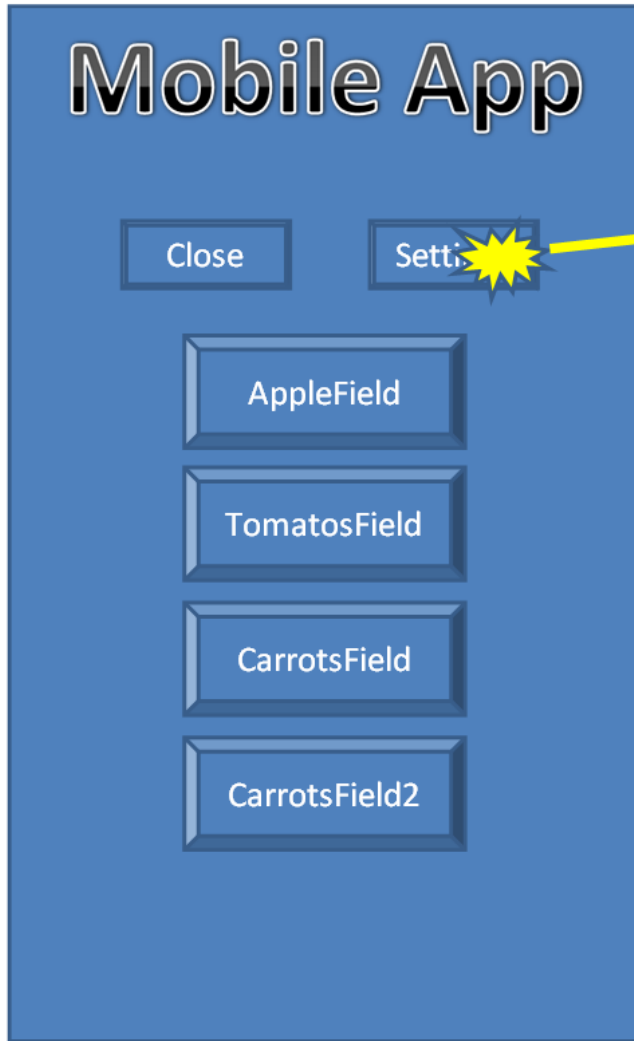 Mobile App
Close
AppleField
TomatosField
CarrotsField
CarrotsField2